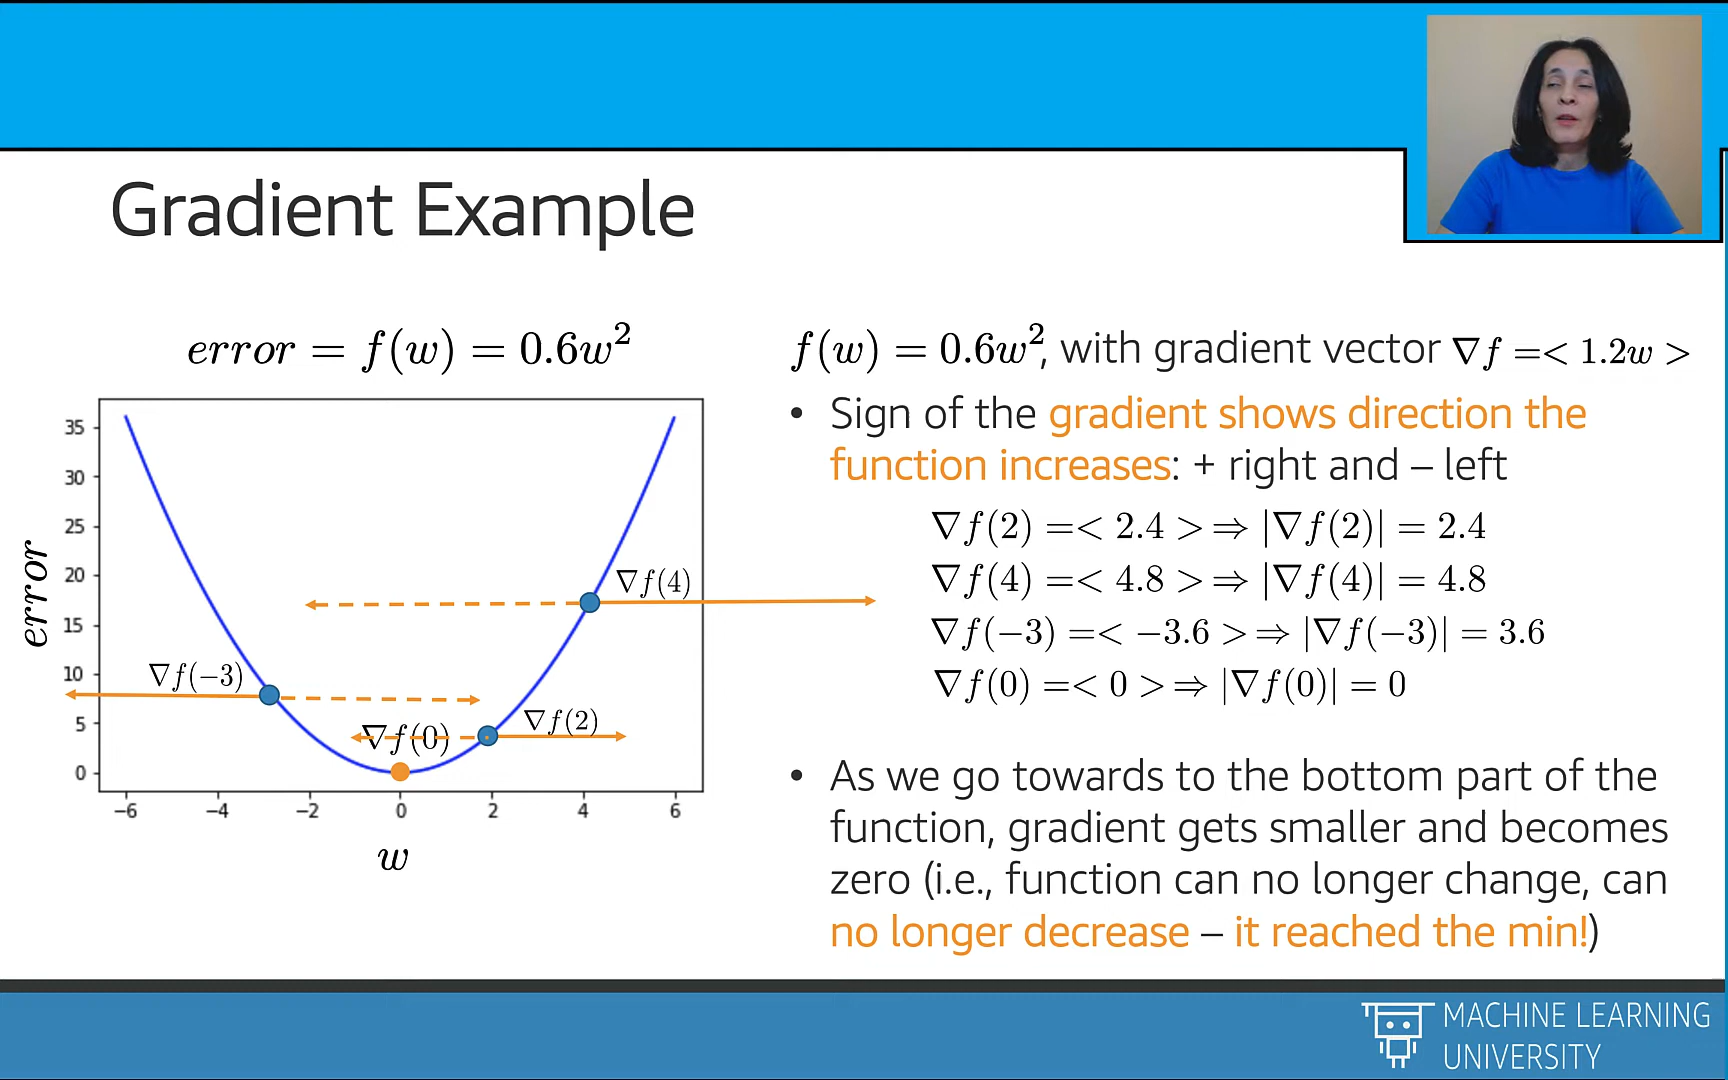 Gradient Example
error = f(w) = 0.6w²
35
30
25
20
15
10
5
0
−6 −4 −2 0 2 4 6
error
w
∇f(4)
∇f(−3)
∇f(0)
∇f(2)
f(w) = 0.6w², with gradient vector ∇f =< 1.2w >
• Sign of the gradient shows direction the
function increases: + right and – left
∇f(2) =< 2.4 >⇒ |∇f(2)| = 2.4
∇f(4) =< 4.8 >⇒ |∇f(4)| = 4.8
∇f(−3) =< −3.6 >⇒ |∇f(−3)| = 3.6
∇f(0) =< 0 >⇒ |∇f(0)| = 0
• As we go towards to the bottom part of the
function, gradient gets smaller and becomes
zero (i.e., function can no longer change, can
no longer decrease – it reached the min!)
MACHINE LEARNING
UNIVERSITY